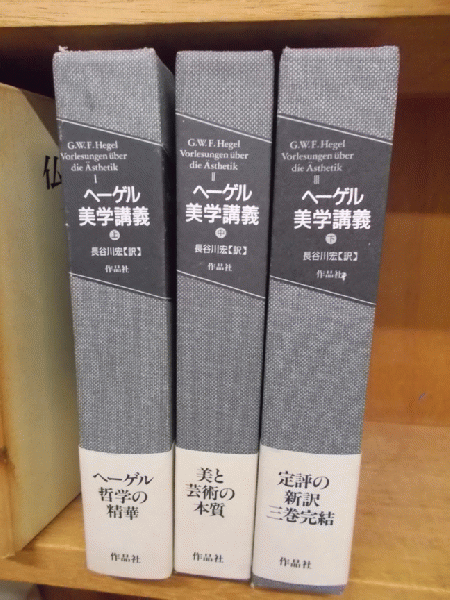 仏
G.W.F. Hegel
Vorlesungen über
die Ästhetik
I
ヘーゲル
美学講義
上
長谷川宏【訳】
作品社
ヘーゲル
哲学の
精華
作品社
G.W.F. Hegel
Vorlesungen über
die Ästhetik
II
ヘーゲル
美学講義
中
長谷川宏【訳】
作品社
美と
芸術の
本質
作品社
G.W.F. Hegel
Vorlesungen über
die Ästhetik
III
ヘーゲル
美学講義
下
長谷川宏【訳】
作品社
定評の
新訳
三巻完結
作品社